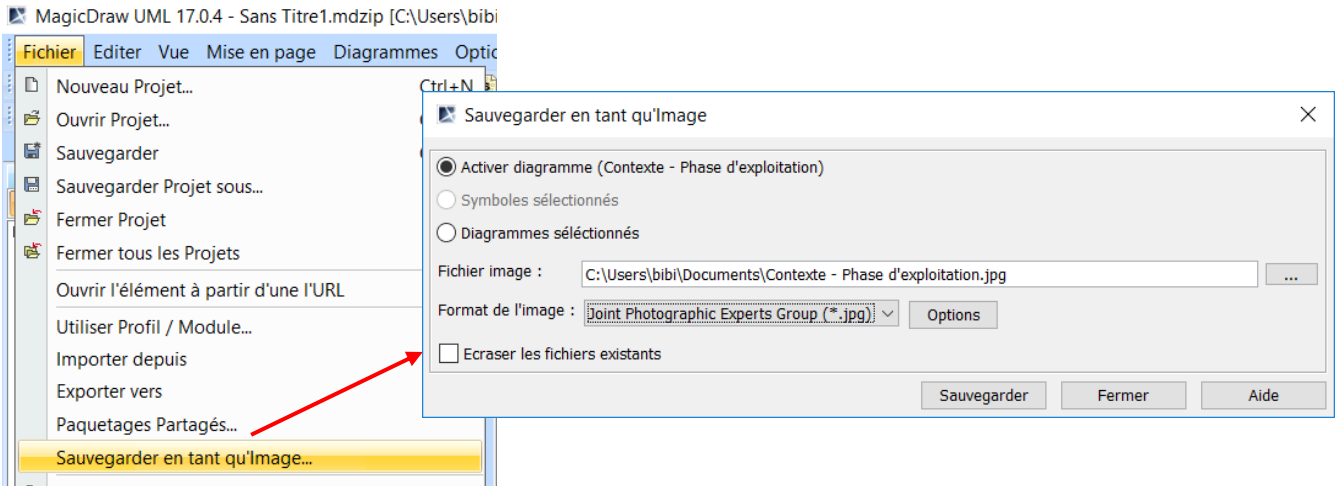 MagicDraw UML 17.0.4 - Sans Titre1.mdzip [C:\Users\bibi
Fichier Editer Vue Mise en page Diagrammes Optic
Nouveau Projet... Ctrl+N
Ouvrir Projet...
Sauvegarder
Sauvegarder Projet sous...
Fermer Projet
Fermer tous les Projets
Ouvrir l'élément à partir d'une l'URL
Utiliser Profil / Module...
Importer depuis
Exporter vers
Paquetages Partagés...
Sauvegarder en tant qu'Image...
Sauvegarder en tant qu'Image
Activer diagramme (Contexte - Phase d'exploitation)
Symboles sélectionnés
Diagrammes séléctionnés
Fichier image : C:\Users\bibi\Documents\Contexte - Phase d'exploitation.jpg ...
Format de l'image : Joint Photographic Experts Group (*.jpg) Options
Ecraser les fichiers existants
Sauvegarder Fermer Aide